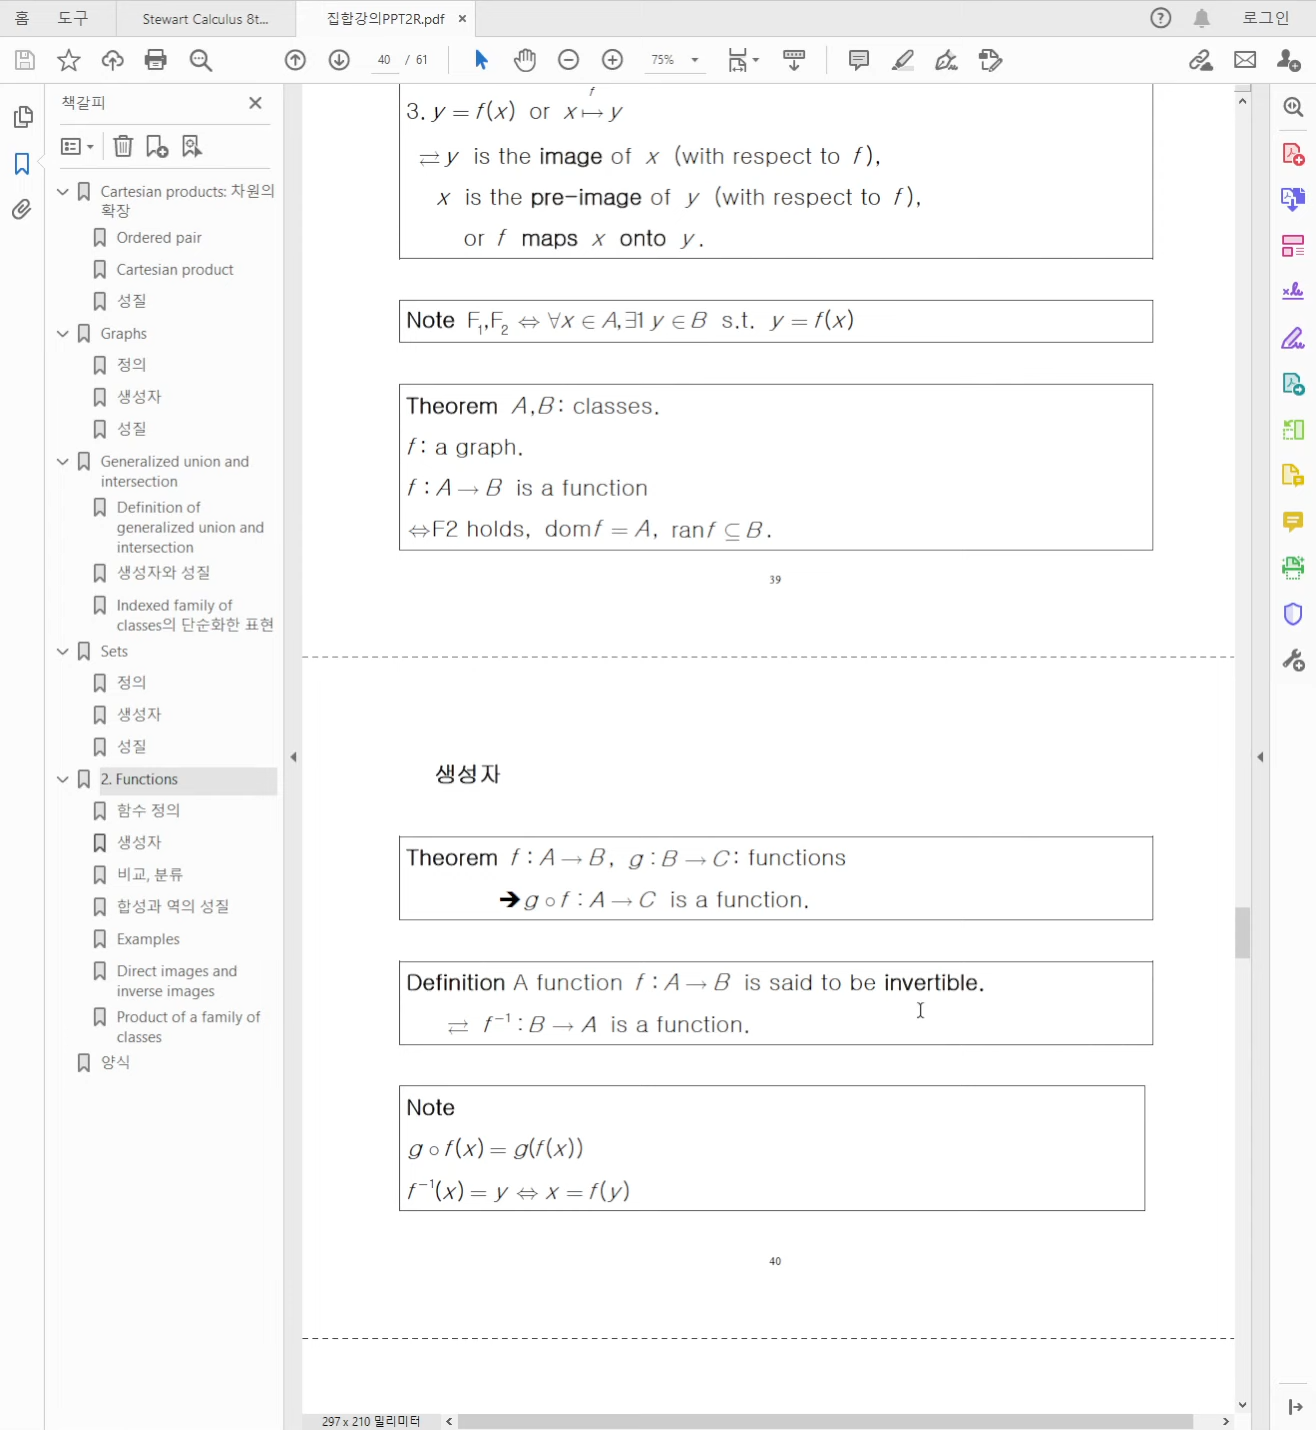 홈 도구 Stewart Calculus 8t... 집합강의PPT2R.pdf × 로그인
40 / 61 75%
책갈피
Cartesian products: 차원의
확장
Ordered pair
Cartesian product
성질
Graphs
정의
생성자
성질
Generalized union and
intersection
Definition of
generalized union and
intersection
생성자와 성질
Indexed family of
classes의 단순화한 표현
Sets
정의
생성자
성질
2. Functions
함수 정의
생성자
비교, 분류
합성과 역의 성질
Examples
Direct images and
inverse images
Product of a family of
classes
양식
f
3. y = f(x) or x ↦ y
⇄ y is the image of x (with respect to f),
x is the pre-image of y (with respect to f),
or f maps x onto y.
Note F₁,F₂ ⇔ ∀x ∈ A, ∃1 y ∈ B s.t. y = f(x)
Theorem A,B: classes.
f: a graph.
f : A → B is a function
⇔F2 holds, domf = A, ranf ⊆ B.
39
생성자
Theorem f : A → B, g : B → C: functions
➔ g ∘ f : A → C is a function.
Definition A function f : A → B is said to be invertible.
⇄ f⁻¹ : B → A is a function.
Note
g ∘ f(x) = g(f(x))
f⁻¹(x) = y ⇔ x = f(y)
40
297 x 210 밀리미터